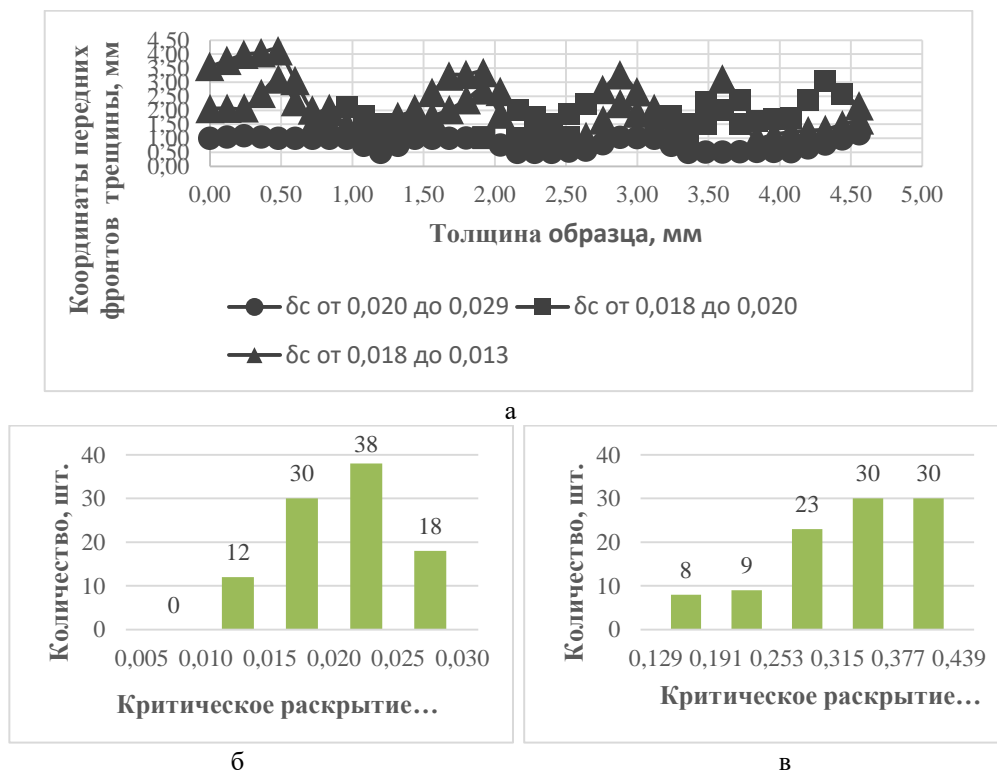 Координаты передних
фронтов трещины, мм
4,50
4,00
3,50
3,00
2,50
2,00
1,50
1,00
0,50
0,00
0,00 0,50 1,00 1,50 2,00 2,50 3,00 3,50 4,00 4,50 5,00
Толщина образца, мм
δс от 0,020 до 0,029 δс от 0,018 до 0,020
δс от 0,018 до 0,013
а
Количество, шт.
40
30
20
10
0
0 12 30 38 18
0,005 0,010 0,015 0,020 0,025 0,030
Критическое раскрытие…
б
Количество, шт.
40
30
20
10
0
8 9 23 30 30
0,129 0,191 0,253 0,315 0,377 0,439
Критическое раскрытие…
в